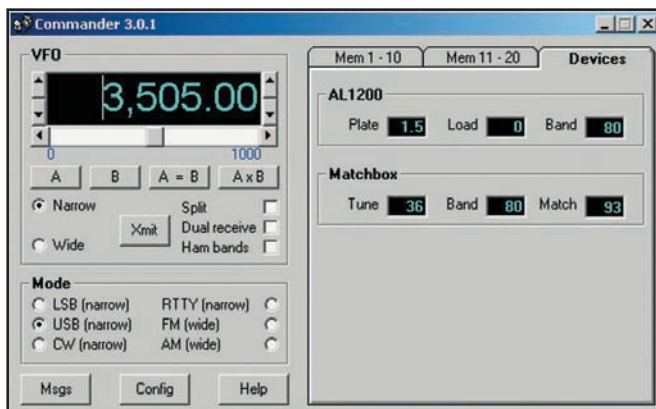 Commander 3.0.1
VFO
3,505.00
0 1000
A B A = B A x B
Narrow
Wide
Xmit
Split
Dual receive
Ham bands
Mode
LSB (narrow) RTTY (narrow)
USB (narrow) FM (wide)
CW (narrow) AM (wide)
Msgs Config Help
Mem 1 - 10 Mem 11 - 20 Devices
AL1200
Plate 1.5 Load 0 Band 80
Matchbox
Tune 36 Band 80 Match 93